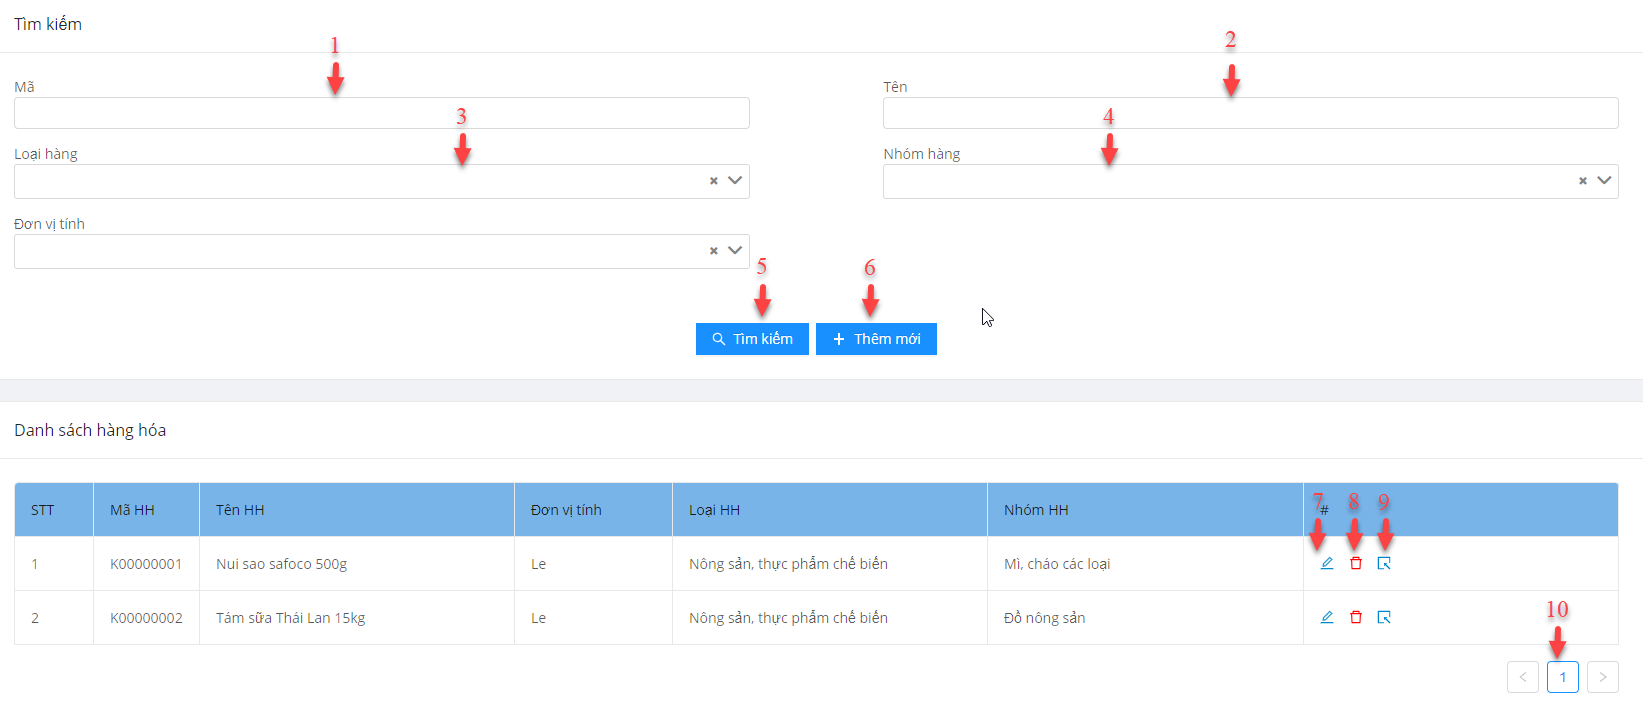 Tìm kiếm
1
2
Mã
Tên
3
4
Loại hàng
Nhóm hàng
Đơn vị tính
5
6
Tìm kiếm
Thêm mới
Danh sách hàng hóa
7 8 9
STT Mã HH Tên HH Đơn vị tính Loại HH Nhóm HH #
1 K00000001 Nui sao safoco 500g Le Nông sản, thực phẩm chế biến Mì, cháo các loại
2 K00000002 Tám sữa Thái Lan 15kg Le Nông sản, thực phẩm chế biến Đồ nông sản
10
< 1 >